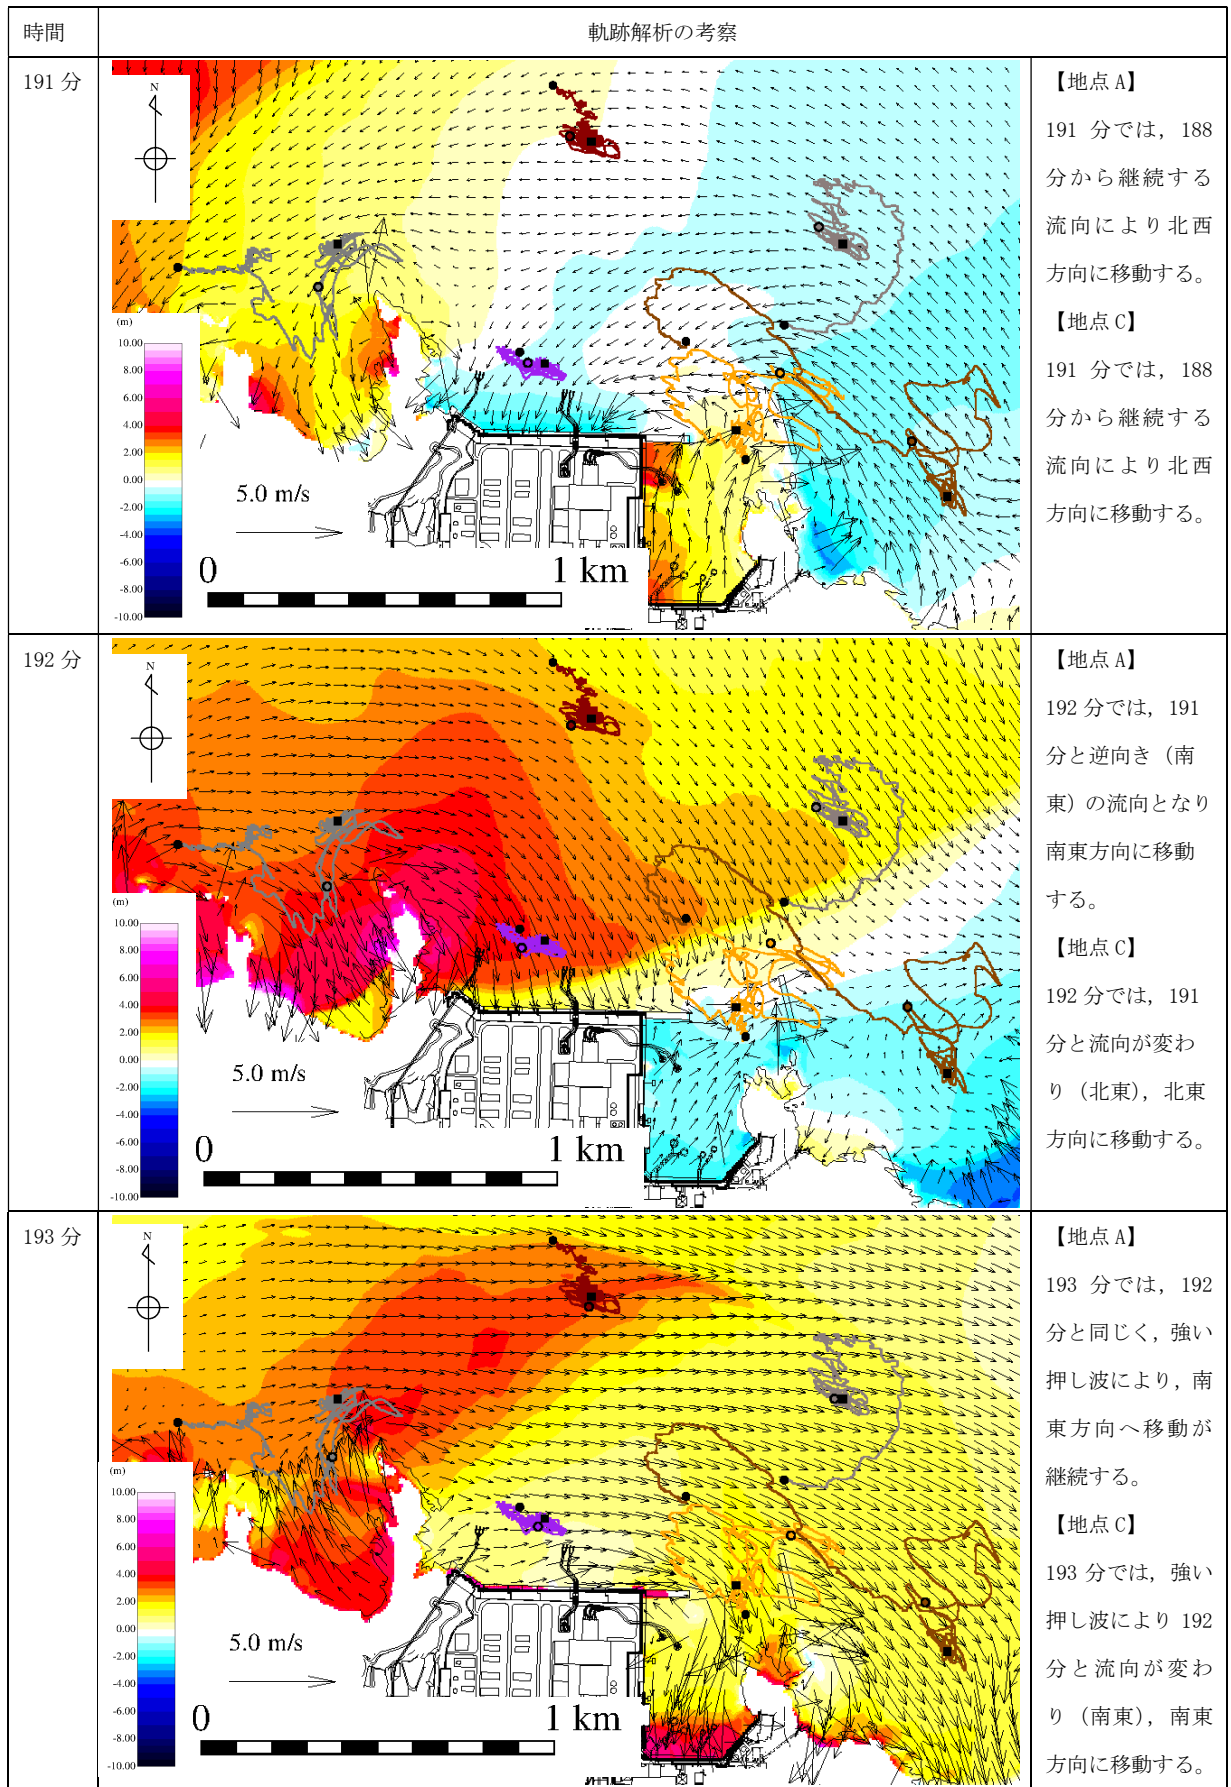 時間
軌跡解析の考察
191 分
N
(m)
10.00
8.00
6.00
4.00
2.00
0.00
-2.00
-4.00
-6.00
-8.00
-10.00
5.0 m/s
0
1 km
【地点 A】
191 分では，188
分から継続する
流向により北西
方向に移動する。
【地点 C】
191 分では，188
分から継続する
流向により北西
方向に移動する。
192 分
N
(m)
10.00
8.00
6.00
4.00
2.00
0.00
-2.00
-4.00
-6.00
-8.00
-10.00
5.0 m/s
0
1 km
【地点 A】
192 分では，191
分と逆向き（南
東）の流向となり
南東方向に移動
する。
【地点 C】
192 分では，191
分と流向が変わ
り（北東），北東
方向に移動する。
193 分
N
(m)
10.00
8.00
6.00
4.00
2.00
0.00
-2.00
-4.00
-6.00
-8.00
-10.00
5.0 m/s
0
1 km
【地点 A】
193 分では，192
分と同じく，強い
押し波により，南
東方向へ移動が
継続する。
【地点 C】
193 分では，強い
押し波により 192
分と流向が変わ
り（南東），南東
方向に移動する。